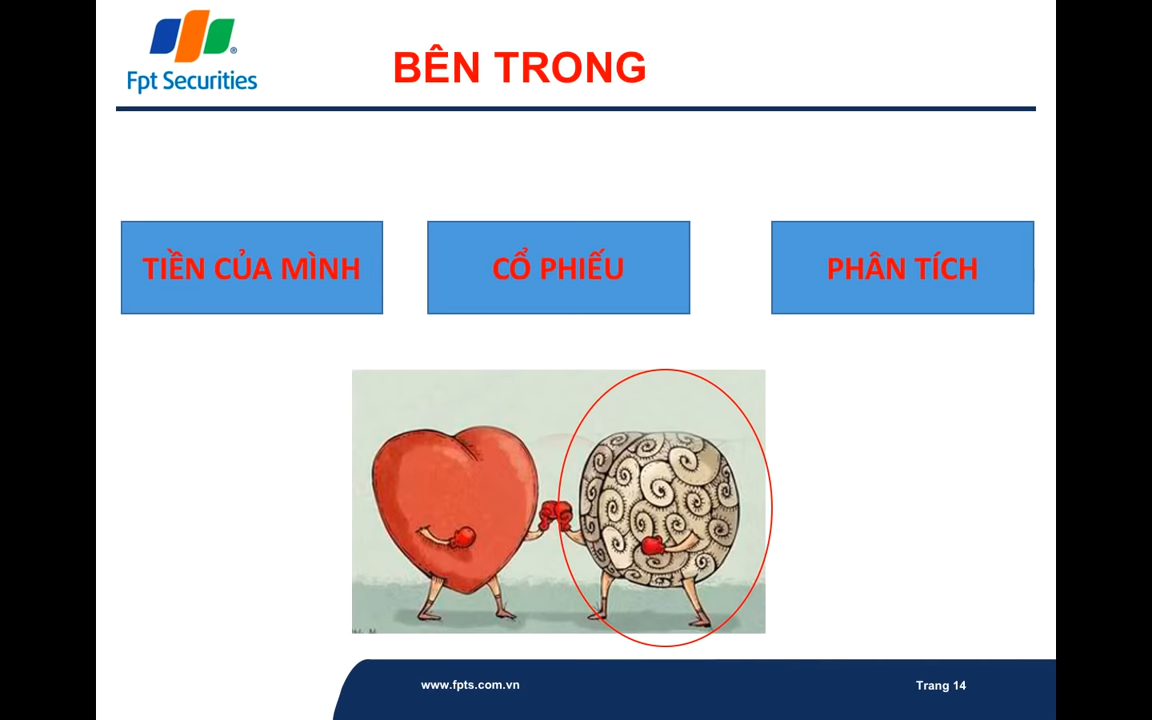 Fpt Securities
BÊN TRONG
TIỀN CỦA MÌNH
CỔ PHIẾU
PHÂN TÍCH
www.fpts.com.vn
Trang 14